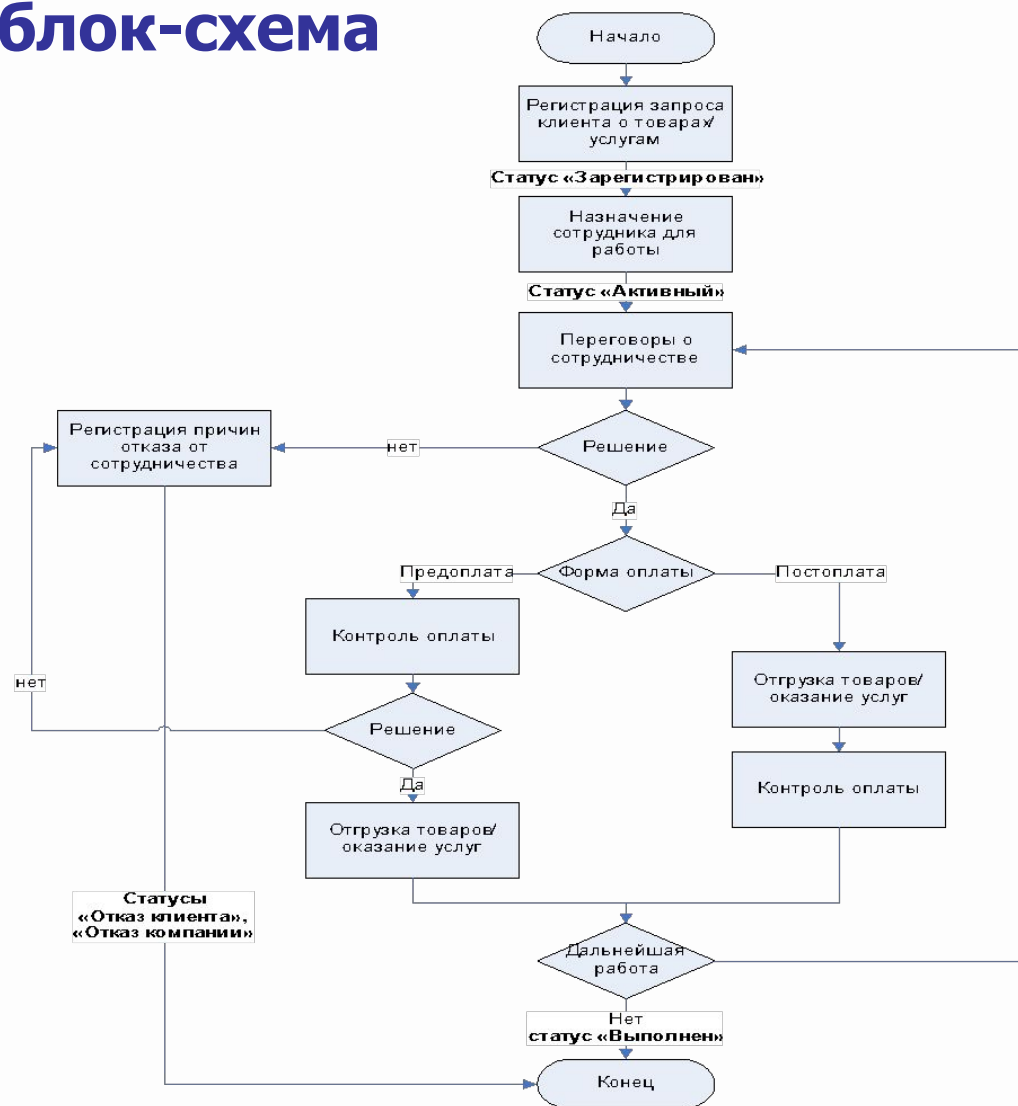 блок-схема
Начало
Регистрация запроса
клиента о товарах/
услугам
Статус «Зарегистрирован»
Назначение
сотрудника для
работы
Статус «Активный»
Переговоры о
сотрудничестве
Регистрация причин
отказа от
сотрудничества
нет
Решение
Да
Предоплата
Форма оплаты
Постоплата
Контроль оплаты
Отгрузка товаров/
оказание услуг
нет
Решение
Контроль оплаты
Да
Отгрузка товаров/
оказание услуг
Статусы
«Отказ клиента»,
«Отказ компании»
Дальнейшая
работа
Нет
статус «Выполнен»
Конец